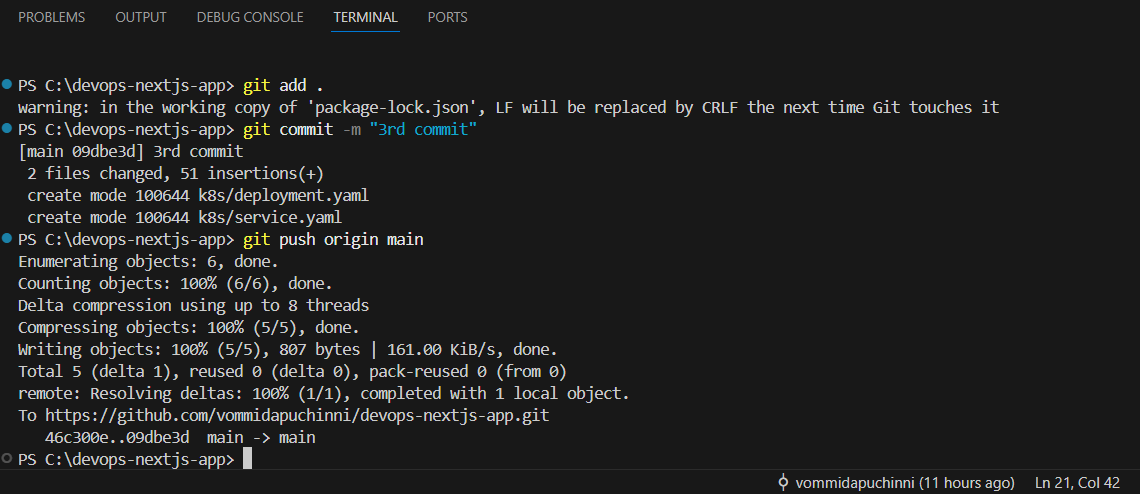 PROBLEMS OUTPUT DEBUG CONSOLE TERMINAL PORTS
PS C:\devops-nextjs-app> git add .
warning: in the working copy of 'package-lock.json', LF will be replaced by CRLF the next time Git touches it
PS C:\devops-nextjs-app> git commit -m "3rd commit"
[main 09dbe3d] 3rd commit
 2 files changed, 51 insertions(+)
 create mode 100644 k8s/deployment.yaml
 create mode 100644 k8s/service.yaml
PS C:\devops-nextjs-app> git push origin main
Enumerating objects: 6, done.
Counting objects: 100% (6/6), done.
Delta compression using up to 8 threads
Compressing objects: 100% (5/5), done.
Writing objects: 100% (5/5), 807 bytes | 161.00 KiB/s, done.
Total 5 (delta 1), reused 0 (delta 0), pack-reused 0 (from 0)
remote: Resolving deltas: 100% (1/1), completed with 1 local object.
To https://github.com/vommidapuchinni/devops-nextjs-app.git
   46c300e..09dbe3d  main -> main
PS C:\devops-nextjs-app>
vommidapuchinni (11 hours ago) Ln 21, Col 42